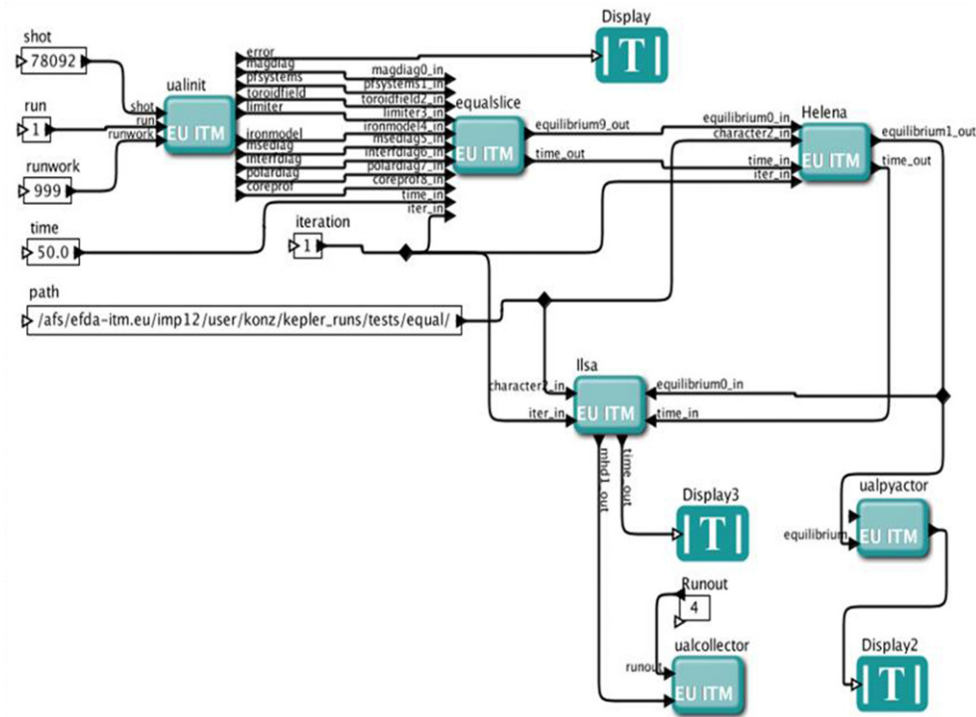 Display
T
shot
78092
run
1
runwork
999
time
50.0
path
/afs/efda-itm.eu/imp12/user/konz/kepler_runs/tests/equal/
ualinit
shot
run
runwork
EU ITM
error
magdiag
pfsystems
toroidfield
limiter
ironmodel
msediag
interfdiag
polardiag
coreprof
iteration
1
magdiag0_in
pfsystems1_in
toroidfield2_in
limiter3_in
ironmodel4_in
msediag5_in
interfdiag6_in
polardiag7_in
coreprof8_in
time_in
iter_in
equalslice
EU ITM
equilibrium9_out
time_out
Helena
equilibrium0_in
character2_in
time_in
iter_in
EU ITM
equilibrium1_out
time_out
Ilsa
character2_in
iter_in
EU ITM
equilibrium0_in
time_in
mhd1_out
time_out
Display3
T
Runout
4
ualcollector
runout
EU ITM
ualpyactor
equilibrium
EU ITM
Display2
T